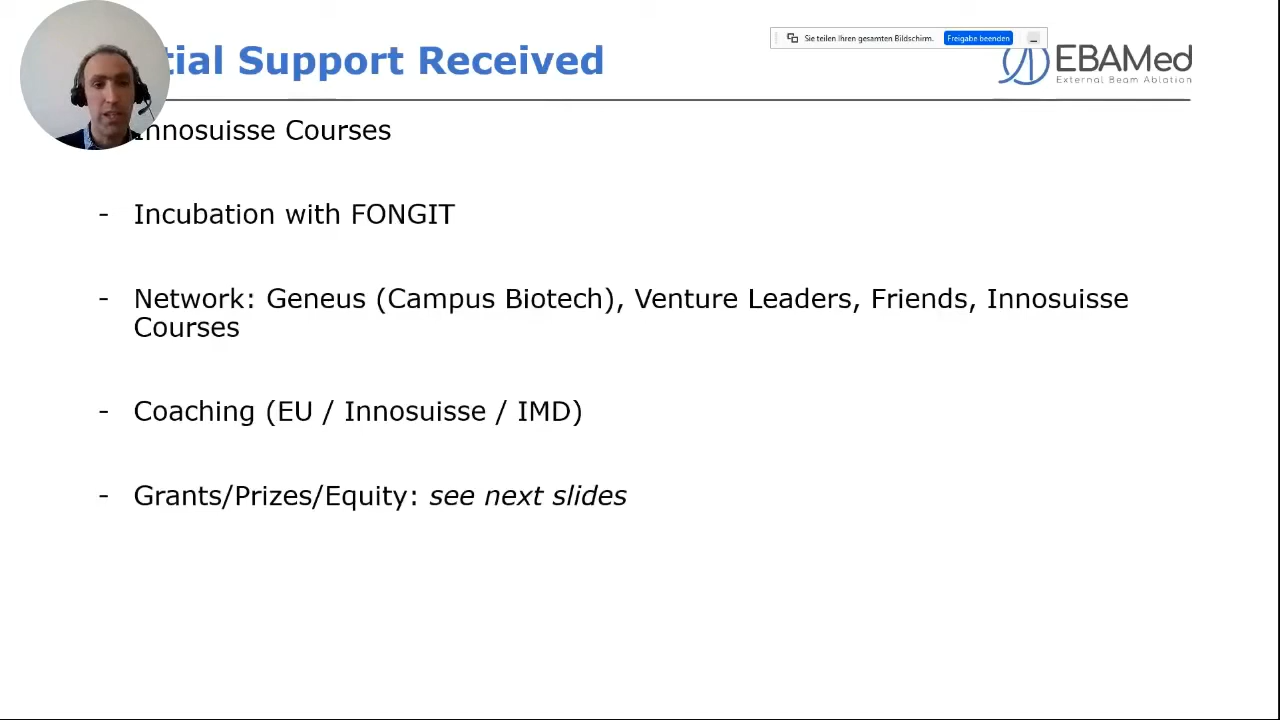 tial Support Received
Sie teilen Ihren gesamten Bildschirm. Freigabe beenden
EBAMed
External Beam Ablation
Innosuisse Courses
- Incubation with FONGIT
- Network: Geneus (Campus Biotech), Venture Leaders, Friends, Innosuisse
Courses
- Coaching (EU / Innosuisse / IMD)
- Grants/Prizes/Equity: see next slides